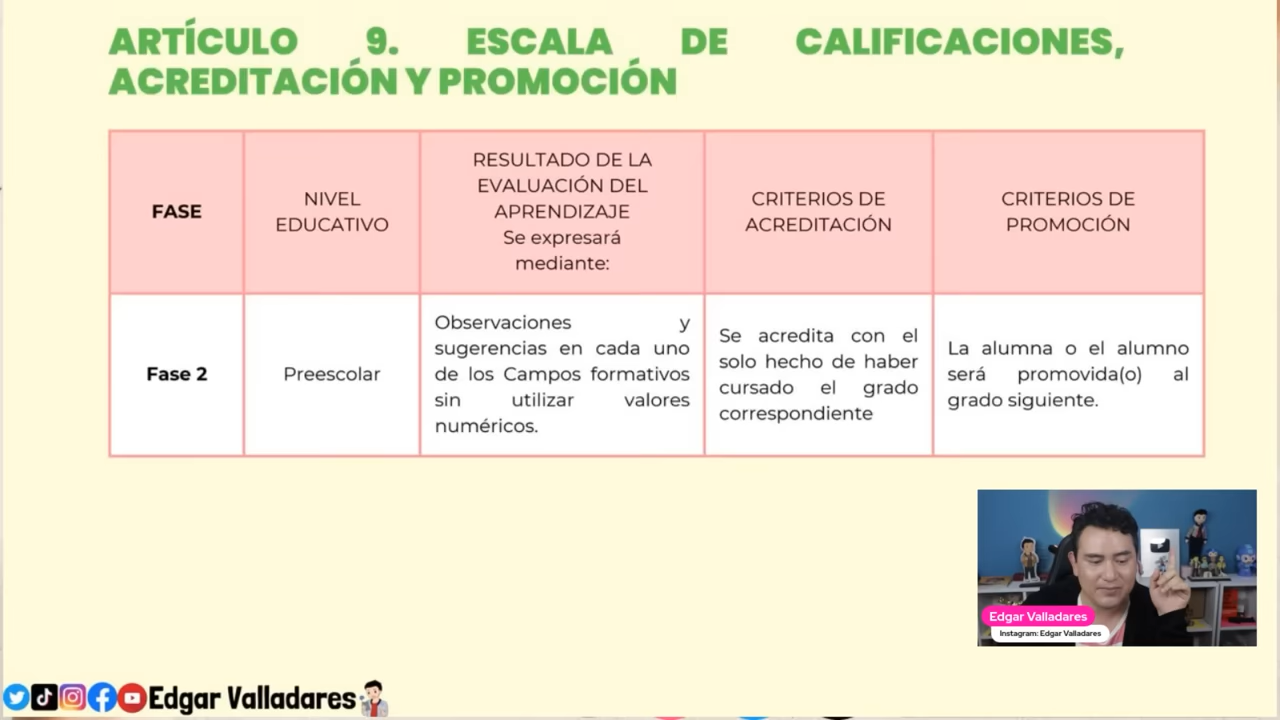 ARTÍCULO 9. ESCALA DE CALIFICACIONES,
ACREDITACIÓN Y PROMOCIÓN
FASE
NIVEL
EDUCATIVO
RESULTADO DE LA
EVALUACIÓN DEL
APRENDIZAJE
Se expresará
mediante:
CRITERIOS DE
ACREDITACIÓN
CRITERIOS DE
PROMOCIÓN
Fase 2
Preescolar
Observaciones y
sugerencias en cada uno
de los Campos formativos
sin utilizar valores
numéricos.
Se acredita con el
solo hecho de haber
cursado el grado
correspondiente
La alumna o el alumno
será promovida(o) al
grado siguiente.
Edgar Valladares
Instagram: Edgar Valladares
Edgar Valladares